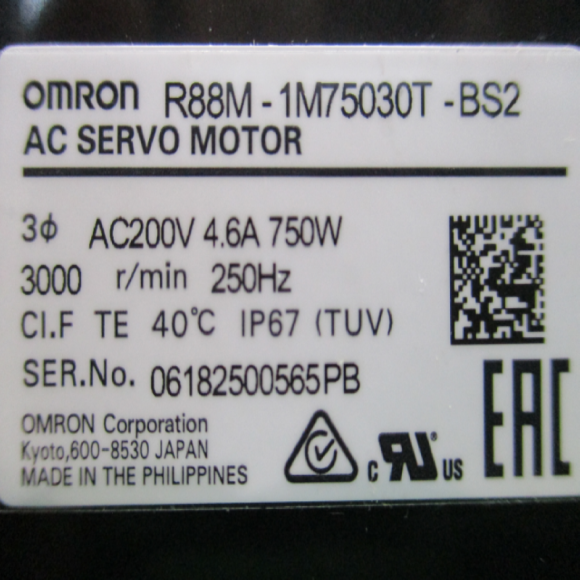 OMRON R88M-1M75030T-BS2
AC SERVO MOTOR
3ϕ AC200V 4.6A 750W
3000 r/min 250Hz
CI.F TE 40℃ IP67 (TUV)
SER.No. 06182500565PB
OMRON Corporation
Kyoto,600-8530 JAPAN
MADE IN THE PHILIPPINES
c RU US
EAC